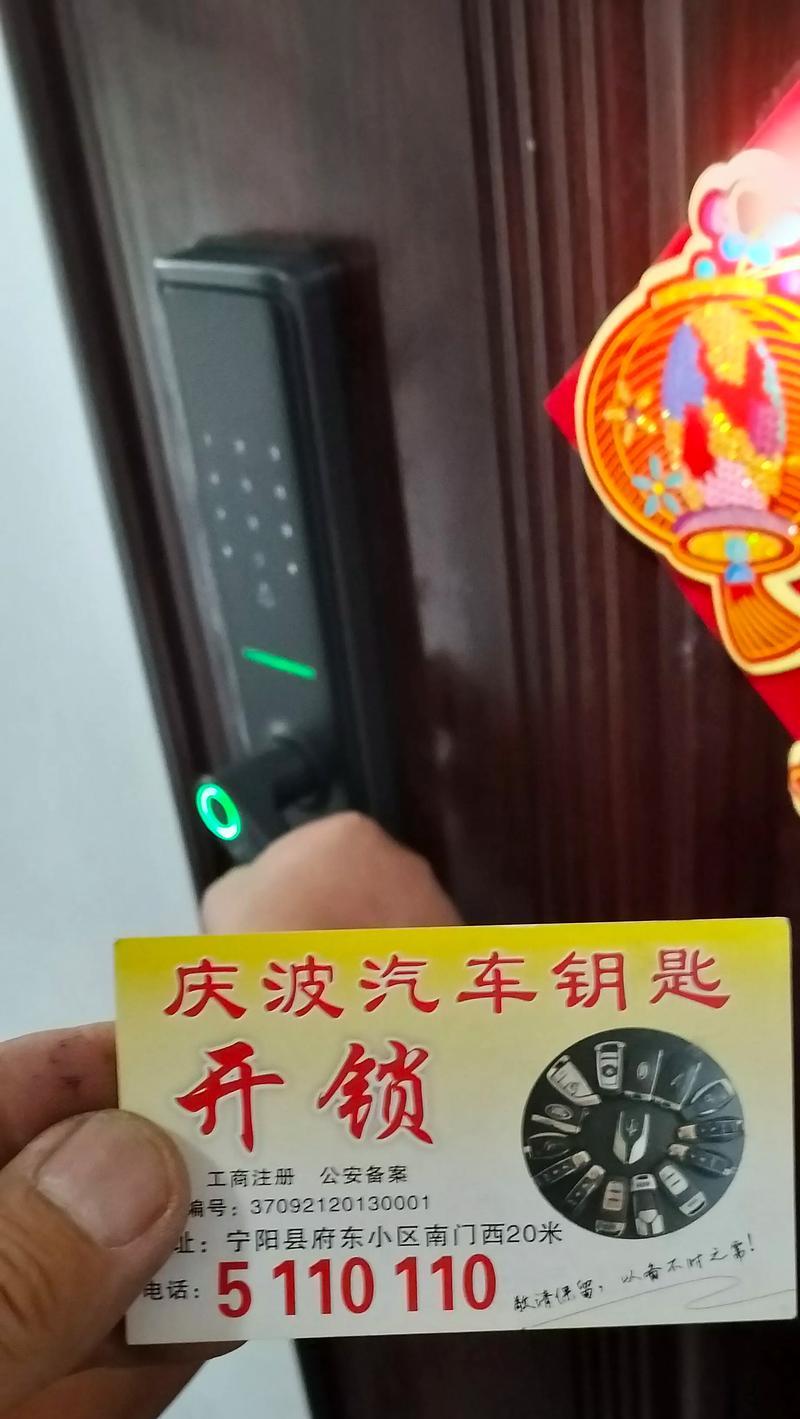 庆波汽车钥匙
开锁
工商注册 公安备案
编号：37092120130001
址：宁阳县府东小区南门西20米
电话：5 110 110
敬请保留，以备不时之需！